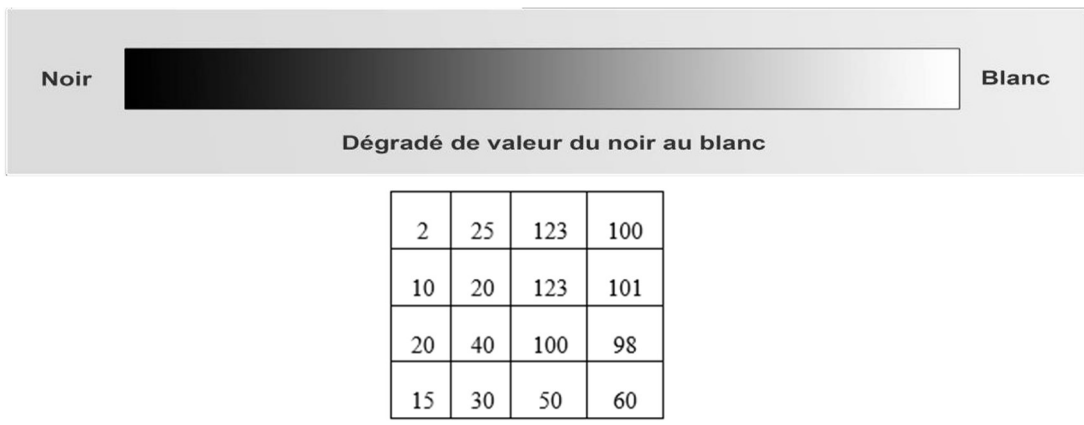 Noir Blanc
Dégradé de valeur du noir au blanc
2 25 123 100
10 20 123 101
20 40 100 98
15 30 50 60